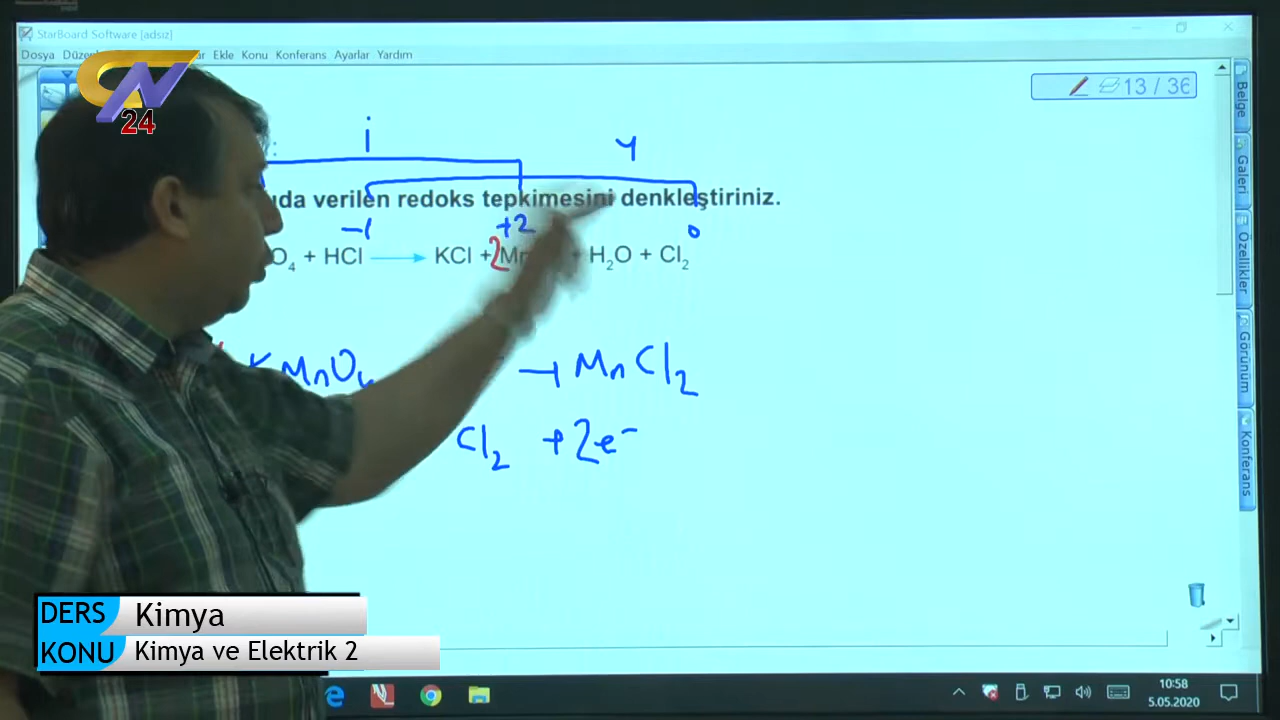 StarBoard Software [adsız]
Dosya Ekle Konu Konferans Ayarlar Yardım
CN
24
13 / 36
Belge
Galeri
Özellikler
Görünüm
Konferans
i
y
verilen redoks tepkimesini denkleştiriniz.
-1 +2 0
O4 + HCl → KCl + 2 Mn + H2O + Cl2
KMnO4 → MnCl2
Cl2 + 2e-
DERS Kimya
KONU Kimya ve Elektrik 2
10:58
5.05.2020